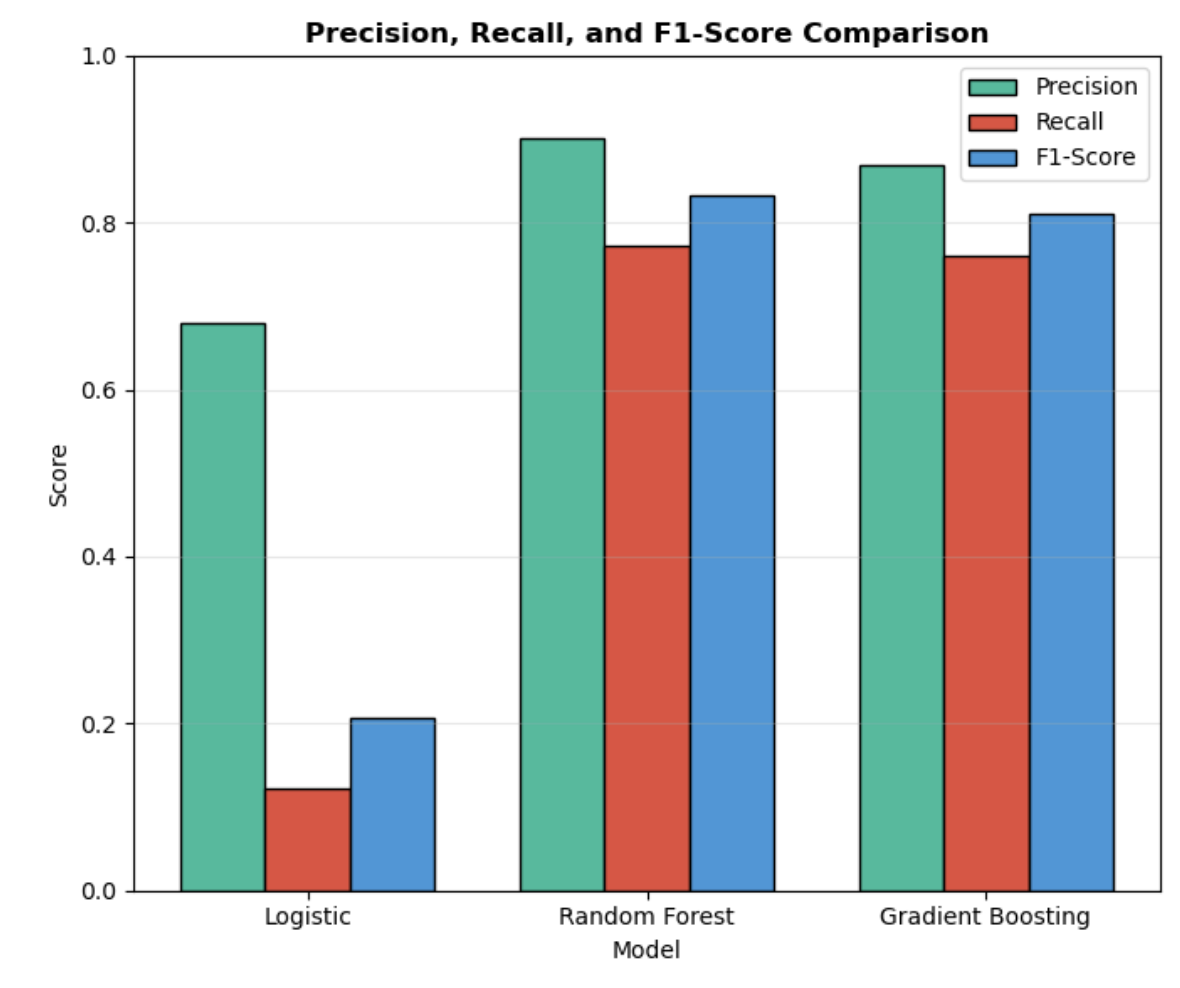 Precision, Recall, and F1-Score Comparison
1.0
0.8
0.6
0.4
0.2
0.0
Score
Precision
Recall
F1-Score
Logistic
Random Forest
Gradient Boosting
Model